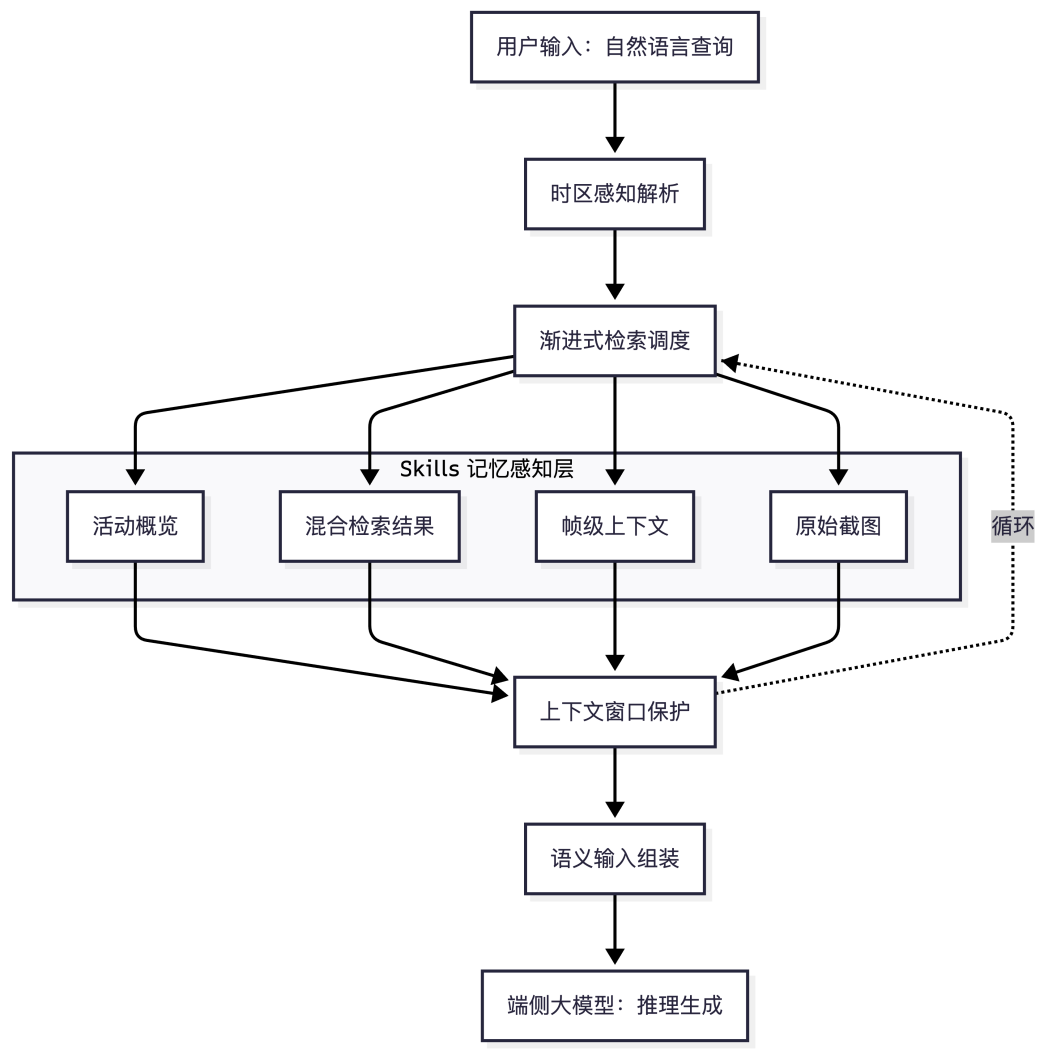 用户输入：自然语言查询
时区感知解析
渐进式检索调度
Skills 记忆感知层
活动概览
混合检索结果
帧级上下文
原始截图
循环
上下文窗口保护
语义输入组装
端侧大模型：推理生成